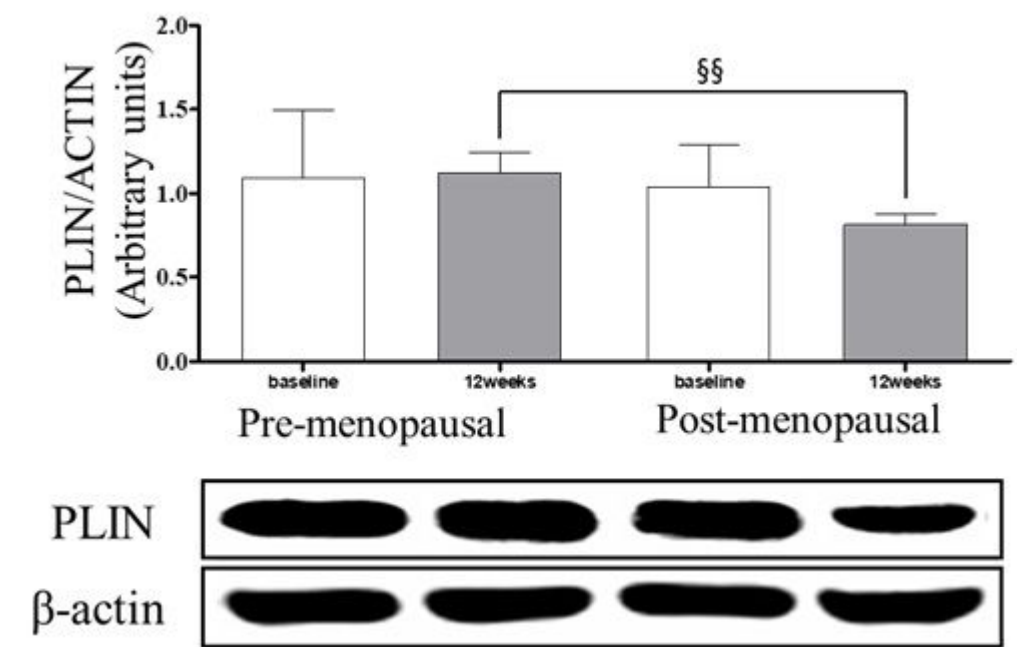 2.0
1.5
1.0
0.5
0.0
PLIN/ACTIN
(Arbitrary units)
§§
baseline 12weeks baseline 12weeks
Pre-menopausal Post-menopausal
PLIN
β-actin